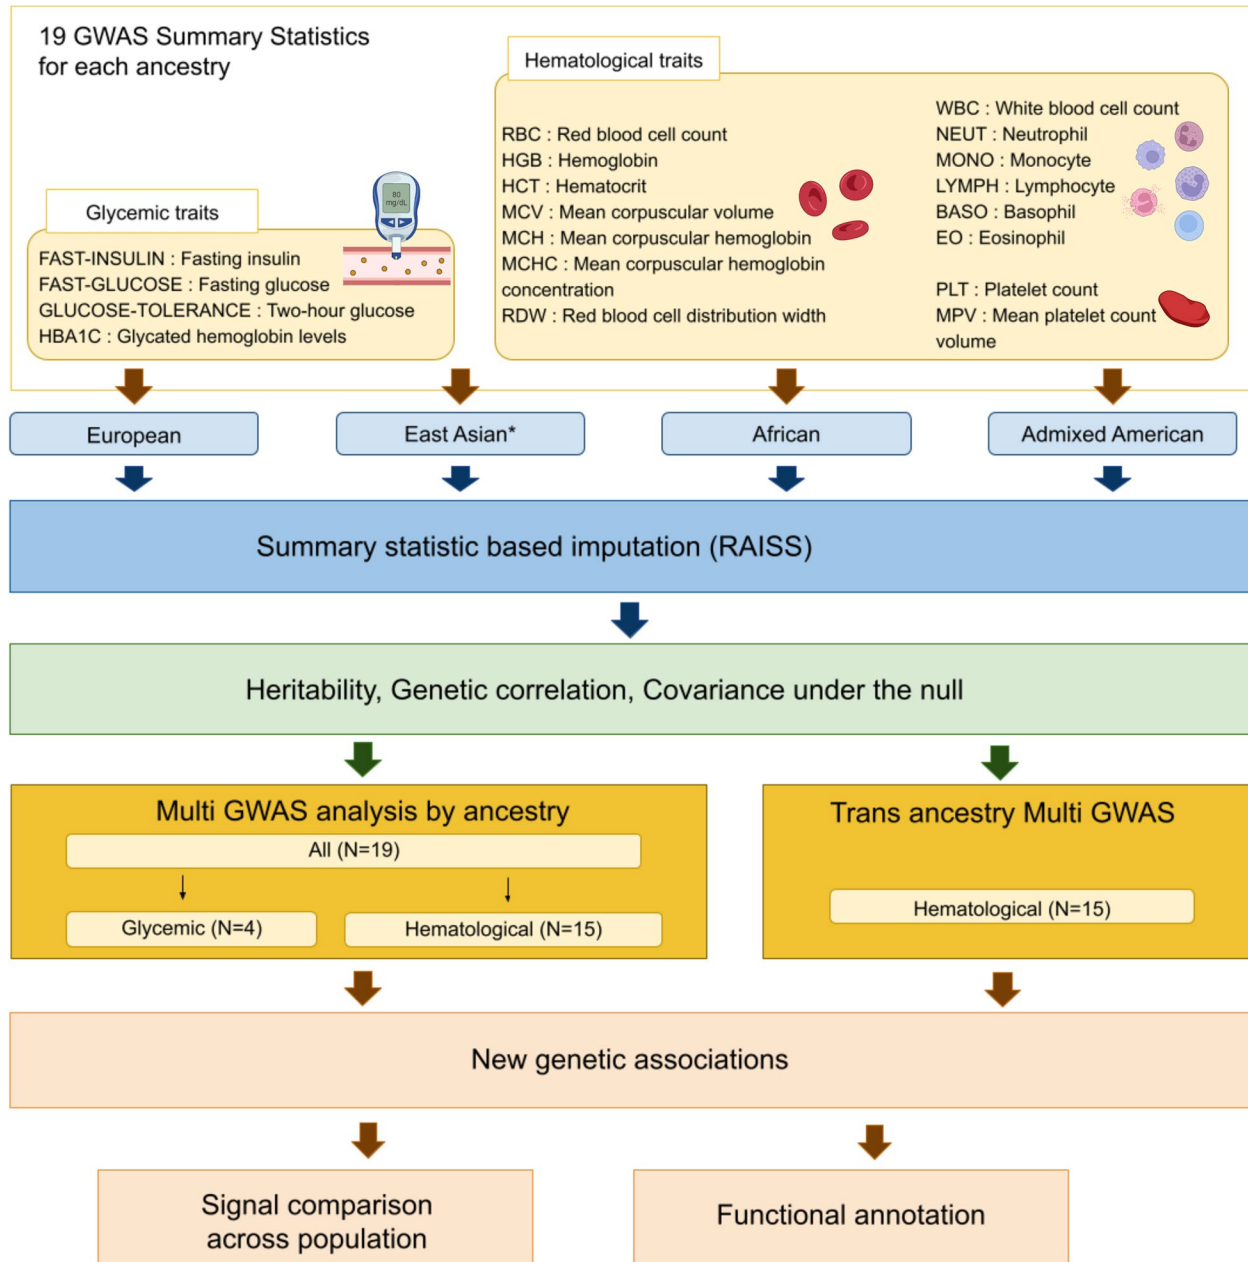 19 GWAS Summary Statistics
for each ancestry
Glycemic traits
FAST-INSULIN : Fasting insulin
FAST-GLUCOSE : Fasting glucose
GLUCOSE-TOLERANCE : Two-hour glucose
HBA1C : Glycated hemoglobin levels
80
mg/dL
Hematological traits
RBC : Red blood cell count
HGB : Hemoglobin
HCT : Hematocrit
MCV : Mean corpuscular volume
MCH : Mean corpuscular hemoglobin
MCHC : Mean corpuscular hemoglobin
concentration
RDW : Red blood cell distribution width
WBC : White blood cell count
NEUT : Neutrophil
MONO : Monocyte
LYMPH : Lymphocyte
BASO : Basophil
EO : Eosinophil
PLT : Platelet count
MPV : Mean platelet count
volume
European
East Asian*
African
Admixed American
Summary statistic based imputation (RAISS)
Heritability, Genetic correlation, Covariance under the null
Multi GWAS analysis by ancestry
All (N=19)
Glycemic (N=4)
Hematological (N=15)
Trans ancestry Multi GWAS
Hematological (N=15)
New genetic associations
Signal comparison
across population
Functional annotation